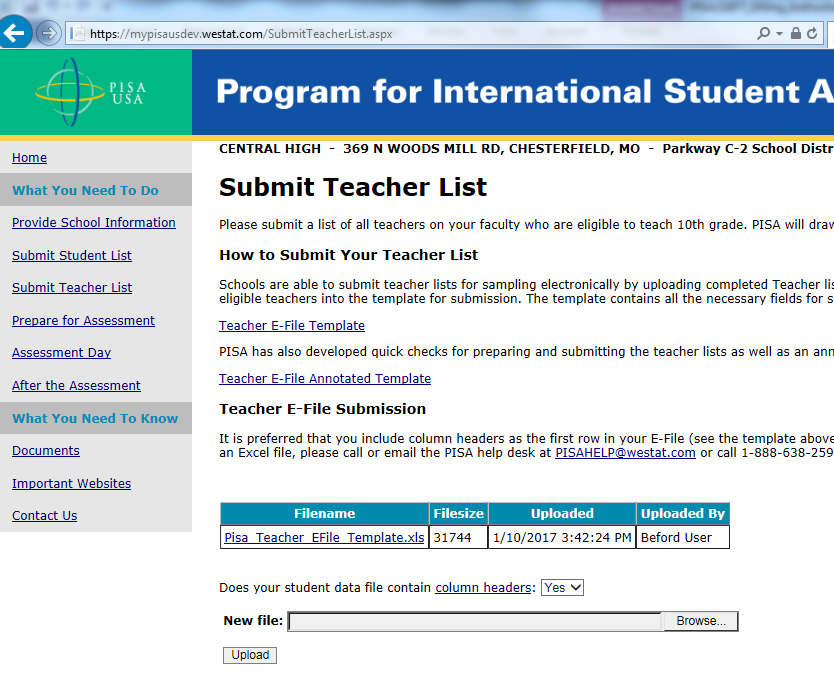 https://mypisausdev.westat.com/SubmitTeacherList.aspx
PISA
USA
Program for International Student A
CENTRAL HIGH - 369 N WOODS MILL RD, CHESTERFIELD, MO - Parkway C-2 School Distr
Home
What You Need To Do
Provide School Information
Submit Student List
Submit Teacher List
Prepare for Assessment
Assessment Day
After the Assessment
What You Need To Know
Documents
Important Websites
Contact Us
Submit Teacher List
Please submit a list of all teachers on your faculty who are eligible to teach 10th grade. PISA will draw
How to Submit Your Teacher List
Schools are able to submit teacher lists for sampling electronically by uploading completed Teacher lis
eligible teachers into the template for submission. The template contains all the necessary fields for s
Teacher E-File Template
PISA has also developed quick checks for preparing and submitting the teacher lists as well as an ann
Teacher E-File Annotated Template
Teacher E-File Submission
It is preferred that you include column headers as the first row in your E-File (see the template above
an Excel file, please call or email the PISA help desk at PISAHELP@westat.com or call 1-888-638-259
Filename Filesize Uploaded Uploaded By
Pisa_Teacher_EFile_Template.xls 31744 1/10/2017 3:42:24 PM Beford User
Does your student data file contain column headers: Yes
New file: Browse...
Upload